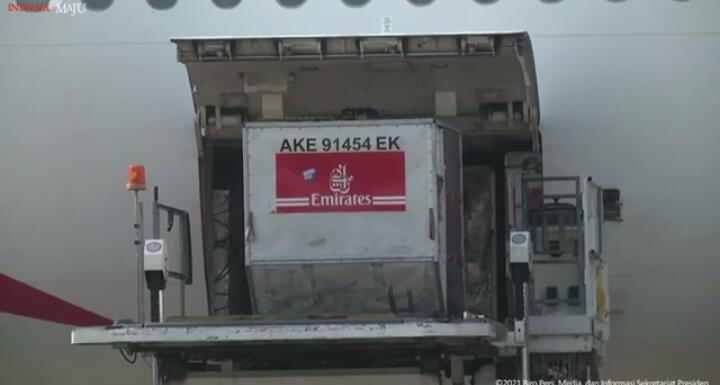 INDONESIA MAJU
AKE 91454 EK
Emirates
©2021 Biro Pers, Media, dan Informasi Sekretariat Presiden